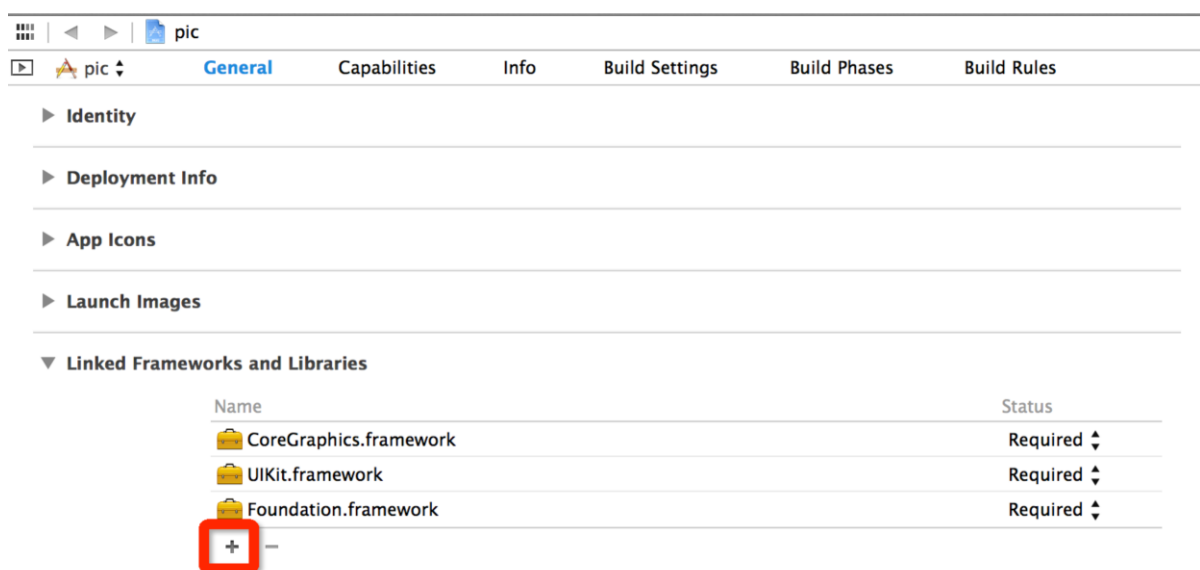 pic
pic General Capabilities Info Build Settings Build Phases Build Rules
Identity
Deployment Info
App Icons
Launch Images
Linked Frameworks and Libraries
Name Status
CoreGraphics.framework Required
UIKit.framework Required
Foundation.framework Required